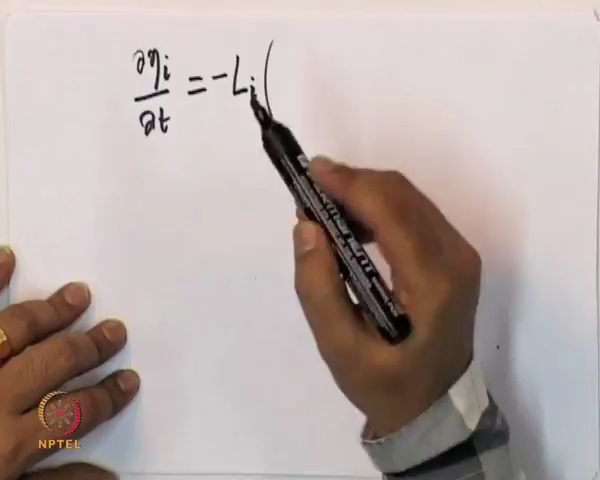 ∂ηi/∂t = -Li(
NPTEL